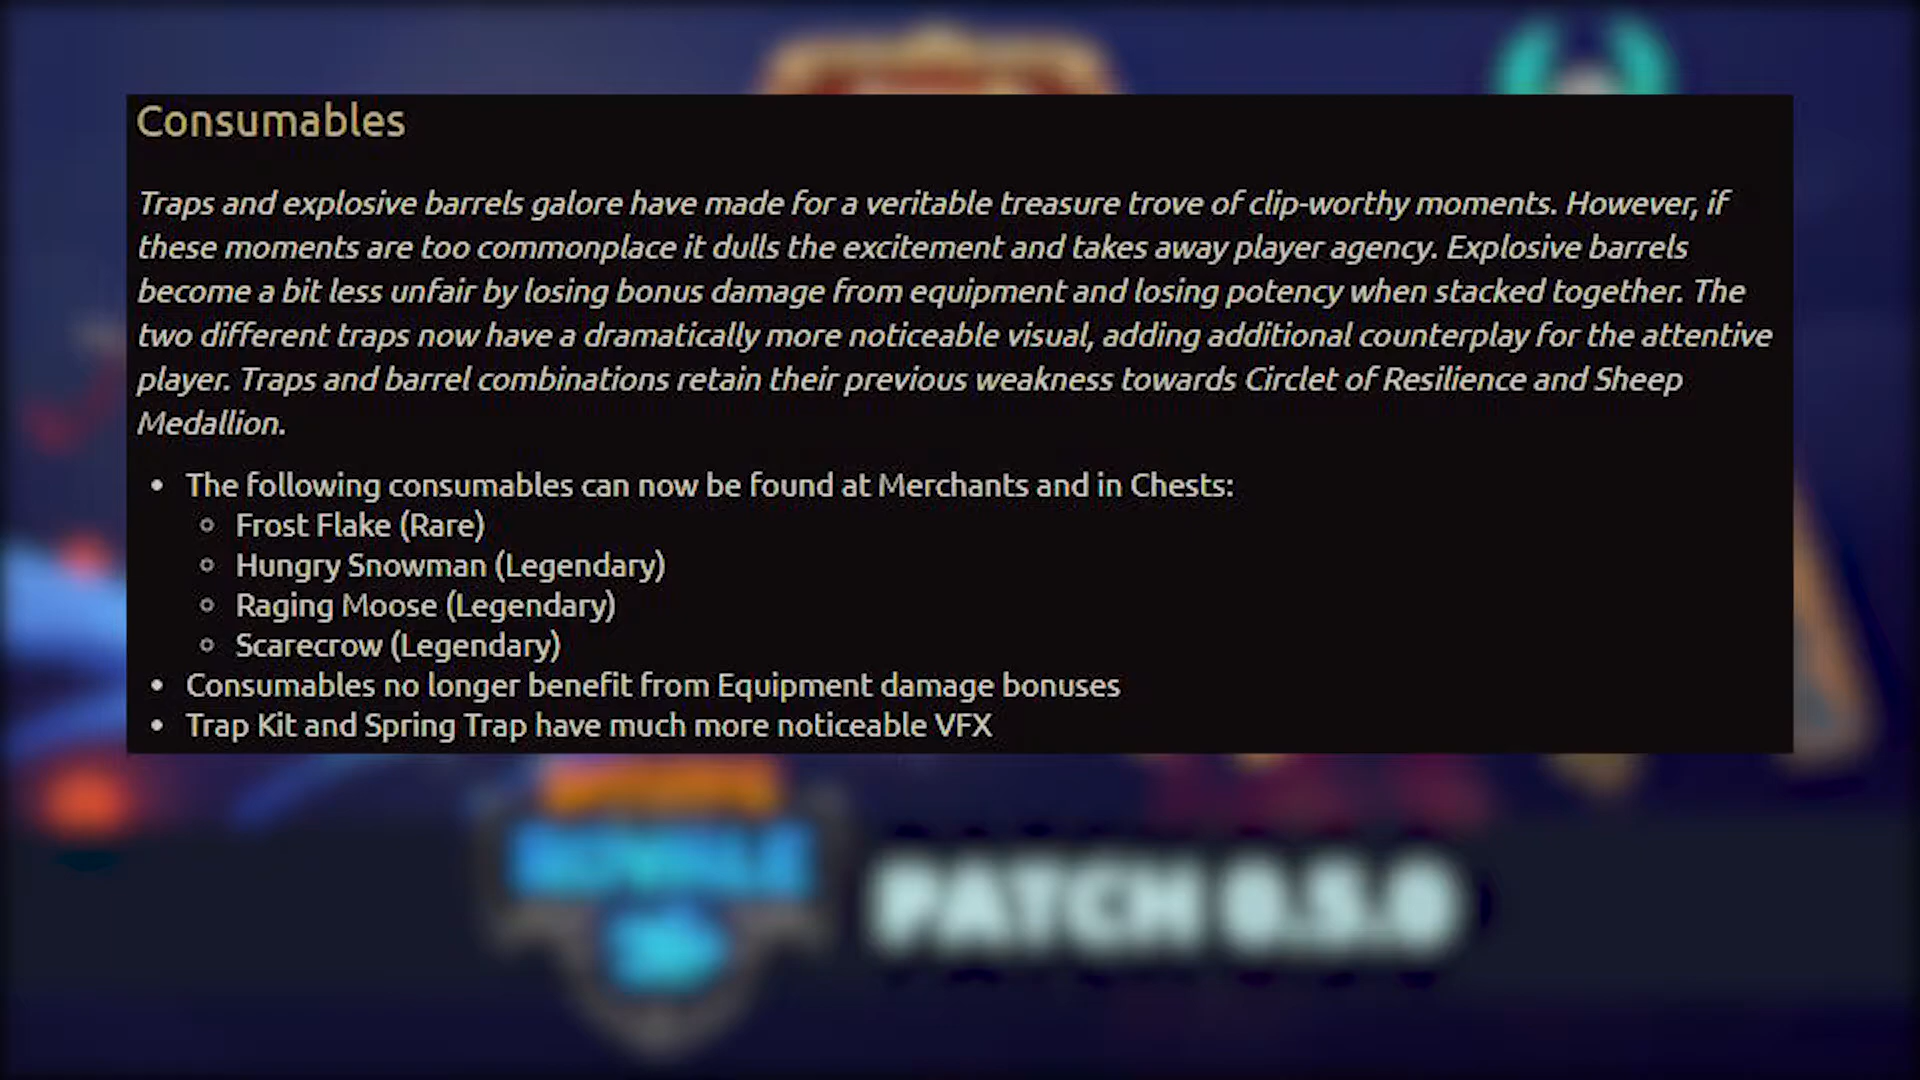 Consumables
Traps and explosive barrels galore have made for a veritable treasure trove of clip-worthy moments. However, if
these moments are too commonplace it dulls the excitement and takes away player agency. Explosive barrels
become a bit less unfair by losing bonus damage from equipment and losing potency when stacked together. The
two different traps now have a dramatically more noticeable visual, adding additional counterplay for the attentive
player. Traps and barrel combinations retain their previous weakness towards Circlet of Resilience and Sheep
Medallion.
• The following consumables can now be found at Merchants and in Chests:
◦ Frost Flake (Rare)
◦ Hungry Snowman (Legendary)
◦ Raging Moose (Legendary)
◦ Scarecrow (Legendary)
• Consumables no longer benefit from Equipment damage bonuses
• Trap Kit and Spring Trap have much more noticeable VFX
PATCH 0.5.0